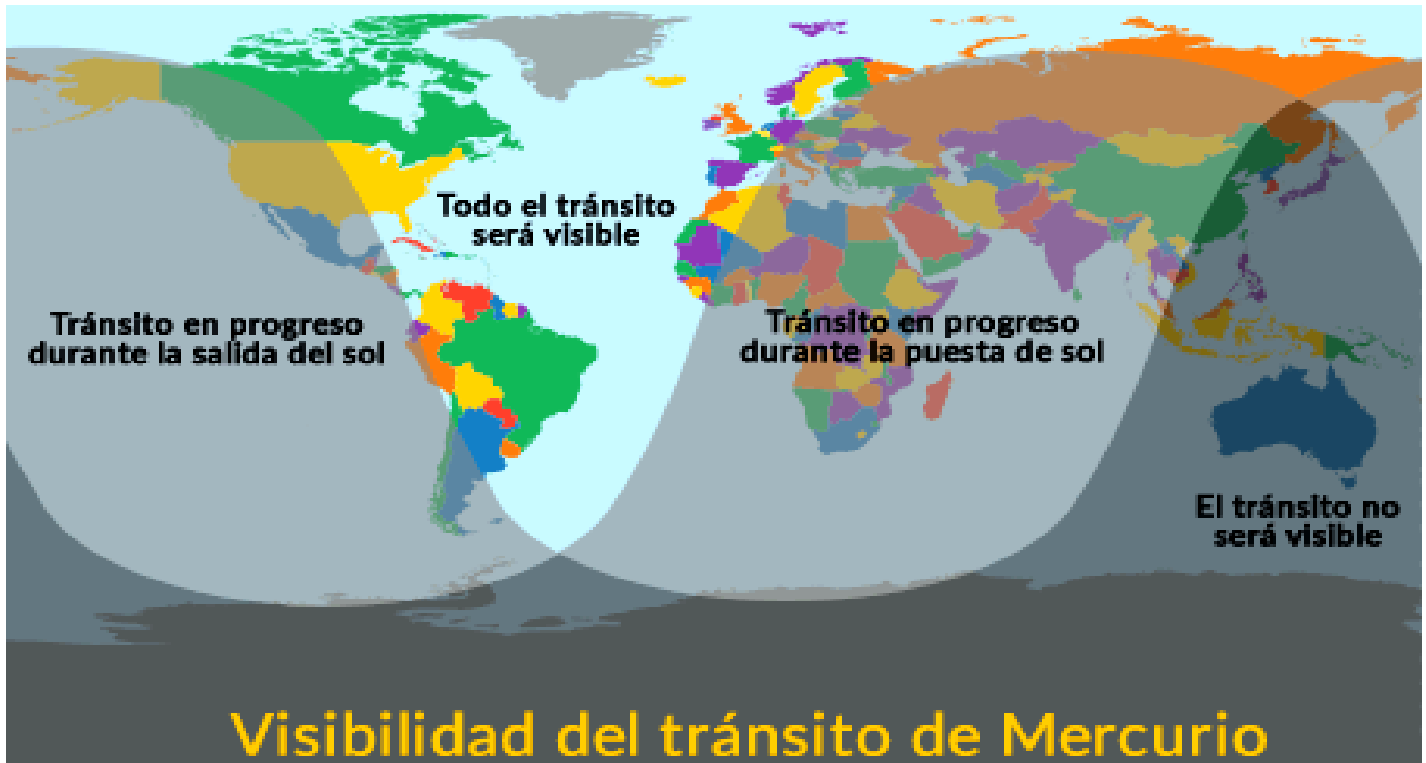 Todo el tránsito
será visible
Tránsito en progreso
durante la salida del sol
Tránsito en progreso
durante la puesta de sol
El tránsito no
será visible
Visibilidad del tránsito de Mercurio